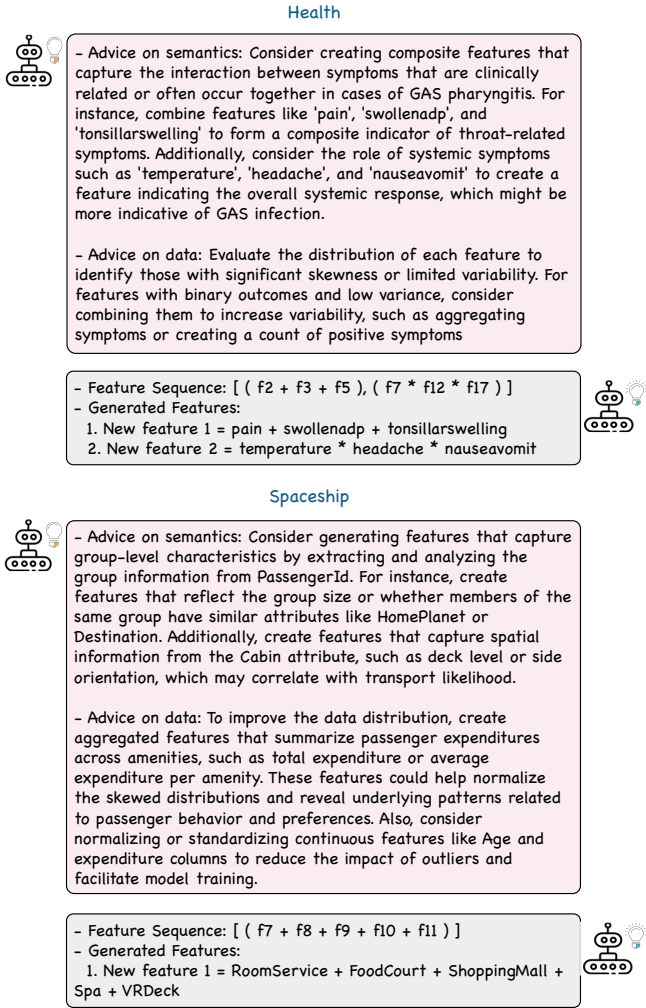 Health
- Advice on semantics: Consider creating composite features that
capture the interaction between symptoms that are clinically
related or often occur together in cases of GAS pharyngitis. For
instance, combine features like 'pain', 'swollenadp', and
'tonsillarswelling' to form a composite indicator of throat-related
symptoms. Additionally, consider the role of systemic symptoms
such as 'temperature', 'headache', and 'nauseavomit' to create a
feature indicating the overall systemic response, which might be
more indicative of GAS infection.
- Advice on data: Evaluate the distribution of each feature to
identify those with significant skewness or limited variability. For
features with binary outcomes and low variance, consider
combining them to increase variability, such as aggregating
symptoms or creating a count of positive symptoms
- Feature Sequence: [ ( f2 + f3 + f5 ), ( f7 * f12 * f17 ) ]
- Generated Features:
1. New feature 1 = pain + swollenadp + tonsillarswelling
2. New feature 2 = temperature * headache * nauseavomit
Spaceship
- Advice on semantics: Consider generating features that capture
group-level characteristics by extracting and analyzing the
group information from PassengerId. For instance, create
features that reflect the group size or whether members of the
same group have similar attributes like HomePlanet or
Destination. Additionally, create features that capture spatial
information from the Cabin attribute, such as deck level or side
orientation, which may correlate with transport likelihood.
- Advice on data: To improve the data distribution, create
aggregated features that summarize passenger expenditures
across amenities, such as total expenditure or average
expenditure per amenity. These features could help normalize
the skewed distributions and reveal underlying patterns related
to passenger behavior and preferences. Also, consider
normalizing or standardizing continuous features like Age and
expenditure columns to reduce the impact of outliers and
facilitate model training.
- Feature Sequence: [ ( f7 + f8 + f9 + f10 + f11 ) ]
- Generated Features:
1. New feature 1 = RoomService + FoodCourt + ShoppingMall +
Spa + VRDeck